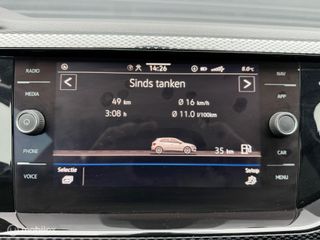 RADIO
MEDIA
PHONE
VOICE
14:26
8.0°C
Sinds tanken
49 km
Ø 16 km/h
3:08 h
Ø 11.0 l/100km
35 km
Selectie
Setup
NAV
APP
CAR
MENU